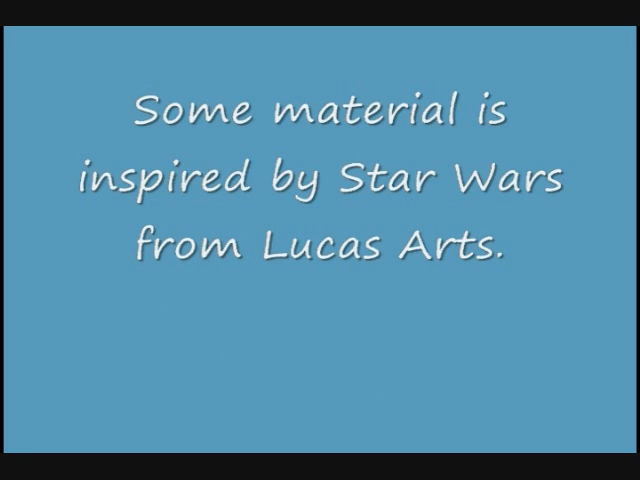 Some material is
inspired by Star Wars
from Lucas Arts.